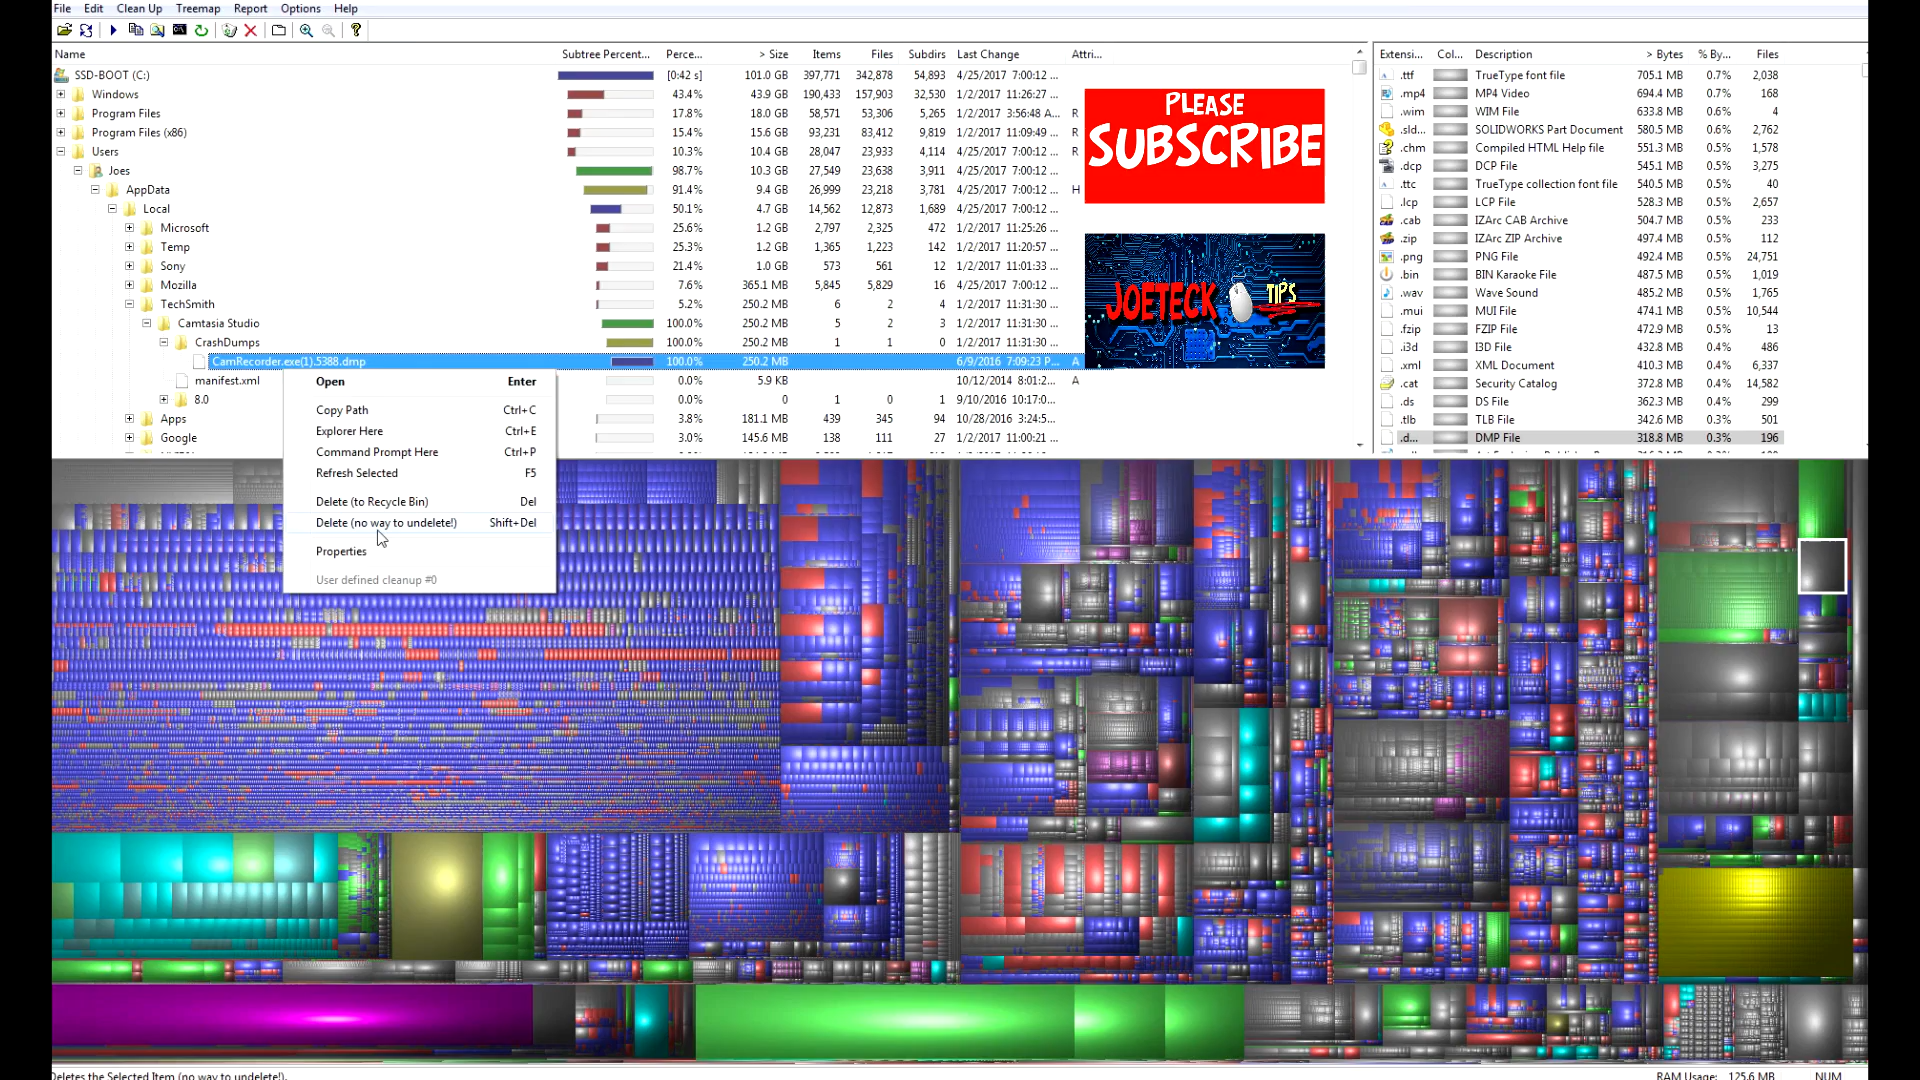 File Edit Clean Up Treemap Report Options Help
Name Subtree Percent... Perce... > Size Items Files Subdirs Last Change Attri...
SSD-BOOT (C:) [0:42 s] 101.0 GB 397,771 342,878 54,893 4/25/2017 7:00:12 ...
Windows 43.4% 43.9 GB 190,433 157,903 32,530 1/2/2017 11:26:27 ...
Program Files 17.8% 18.0 GB 58,571 53,306 5,265 1/2/2017 3:56:48 A... R
Program Files (x86) 15.4% 15.6 GB 93,231 83,412 9,819 1/2/2017 11:09:49 ... R
Users 10.3% 10.4 GB 28,047 23,933 4,114 4/25/2017 7:00:12 ... R
Joes 98.7% 10.3 GB 27,549 23,638 3,911 4/25/2017 7:00:12 ...
AppData 91.4% 9.4 GB 26,999 23,218 3,781 4/25/2017 7:00:12 ... H
Local 50.1% 4.7 GB 14,562 12,873 1,689 4/25/2017 7:00:12 ...
Microsoft 25.6% 1.2 GB 2,797 2,325 472 1/2/2017 11:25:26 ...
Temp 25.3% 1.2 GB 1,365 1,223 142 1/2/2017 11:20:57 ...
Sony 21.4% 1.0 GB 573 561 12 1/2/2017 11:01:33 ...
Mozilla 7.6% 365.1 MB 5,845 5,829 16 4/25/2017 7:00:12 ...
TechSmith 5.2% 250.2 MB 6 2 4 1/2/2017 11:31:30 ...
Camtasia Studio 100.0% 250.2 MB 5 2 3 1/2/2017 11:31:30 ...
CrashDumps 100.0% 250.2 MB 1 1 0 1/2/2017 11:31:30 ...
CamRecorder.exe(1).5388.dmp 100.0% 250.2 MB 6/9/2016 7:09:23 P... A
manifest.xml 0.0% 5.9 KB 10/12/2014 8:01:2... A
8.0 0.0% 0 1 0 1 9/10/2016 10:17:0...
Apps 3.8% 181.1 MB 439 345 94 10/28/2016 3:24:5...
Google 3.0% 145.6 MB 138 111 27 1/2/2017 11:00:21 ...
PLEASE
SUBSCRIBE
JOETECK TIPS
Open Enter
Copy Path Ctrl+C
Explorer Here Ctrl+E
Command Prompt Here Ctrl+P
Refresh Selected F5
Delete (to Recycle Bin) Del
Delete (no way to undelete!) Shift+Del
Properties
User defined cleanup #0
Extensi... Col... Description > Bytes % By... Files
.ttf TrueType font file 705.1 MB 0.7% 2,038
.mp4 MP4 Video 694.4 MB 0.7% 168
.wim WIM File 633.8 MB 0.6% 4
.sld... SOLIDWORKS Part Document 580.5 MB 0.6% 2,762
.chm Compiled HTML Help file 551.3 MB 0.5% 1,578
.dcp DCP File 545.1 MB 0.5% 3,275
.ttc TrueType collection font file 540.5 MB 0.5% 40
.lcp LCP File 528.3 MB 0.5% 2,657
.cab IZArc CAB Archive 504.7 MB 0.5% 233
.zip IZArc ZIP Archive 497.4 MB 0.5% 112
.png PNG File 492.4 MB 0.5% 24,751
.bin BIN Karaoke File 487.5 MB 0.5% 1,019
.wav Wave Sound 485.2 MB 0.5% 1,765
.mui MUI File 474.1 MB 0.5% 10,544
.fzip FZIP File 472.9 MB 0.5% 13
.i3d I3D File 432.8 MB 0.4% 486
.xml XML Document 410.3 MB 0.4% 6,337
.cat Security Catalog 372.8 MB 0.4% 14,582
.ds DS File 362.3 MB 0.4% 299
.tlb TLB File 342.6 MB 0.3% 501
.d... DMP File 318.8 MB 0.3% 196
Deletes the Selected Item (no way to undelete!). RAM Usage: 125.6 MB NUM